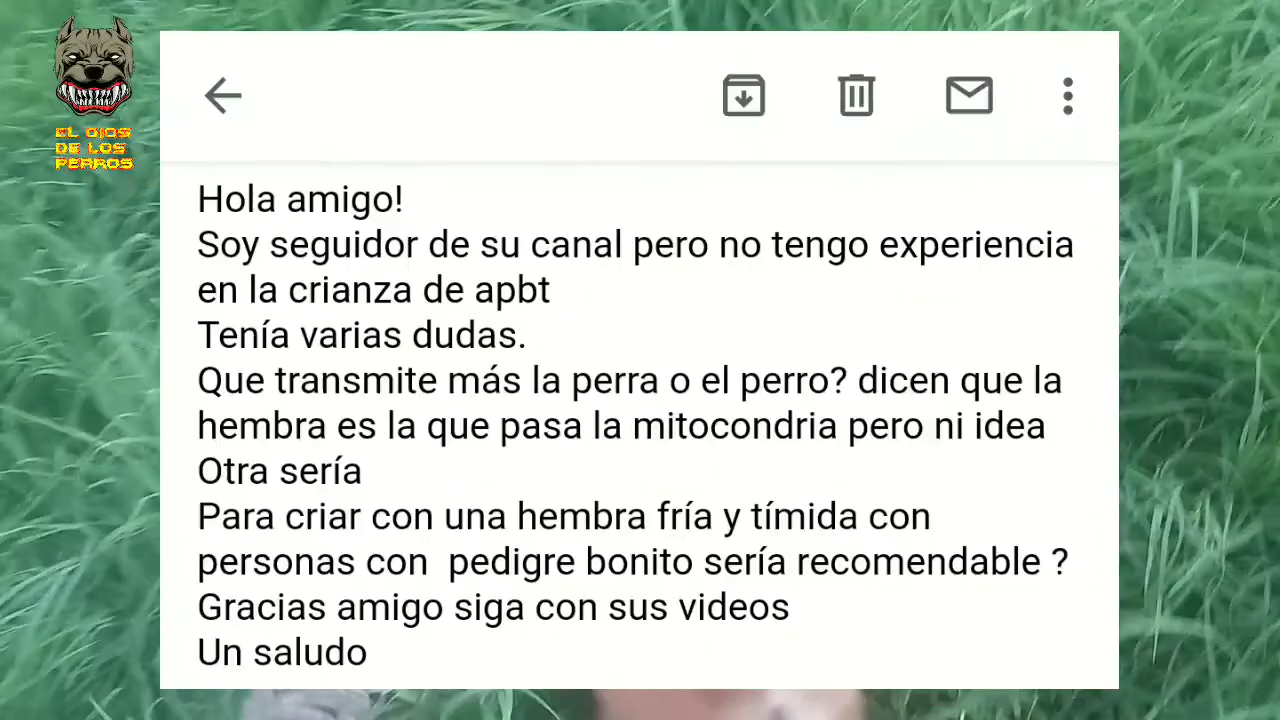 EL DIOS
DE LOS
PERROS
Hola amigo!
Soy seguidor de su canal pero no tengo experiencia
en la crianza de apbt
Tenía varias dudas.
Que transmite más la perra o el perro? dicen que la
hembra es la que pasa la mitocondria pero ni idea
Otra sería
Para criar con una hembra fría y tímida con
personas con  pedigre bonito sería recomendable ?
Gracias amigo siga con sus videos
Un saludo